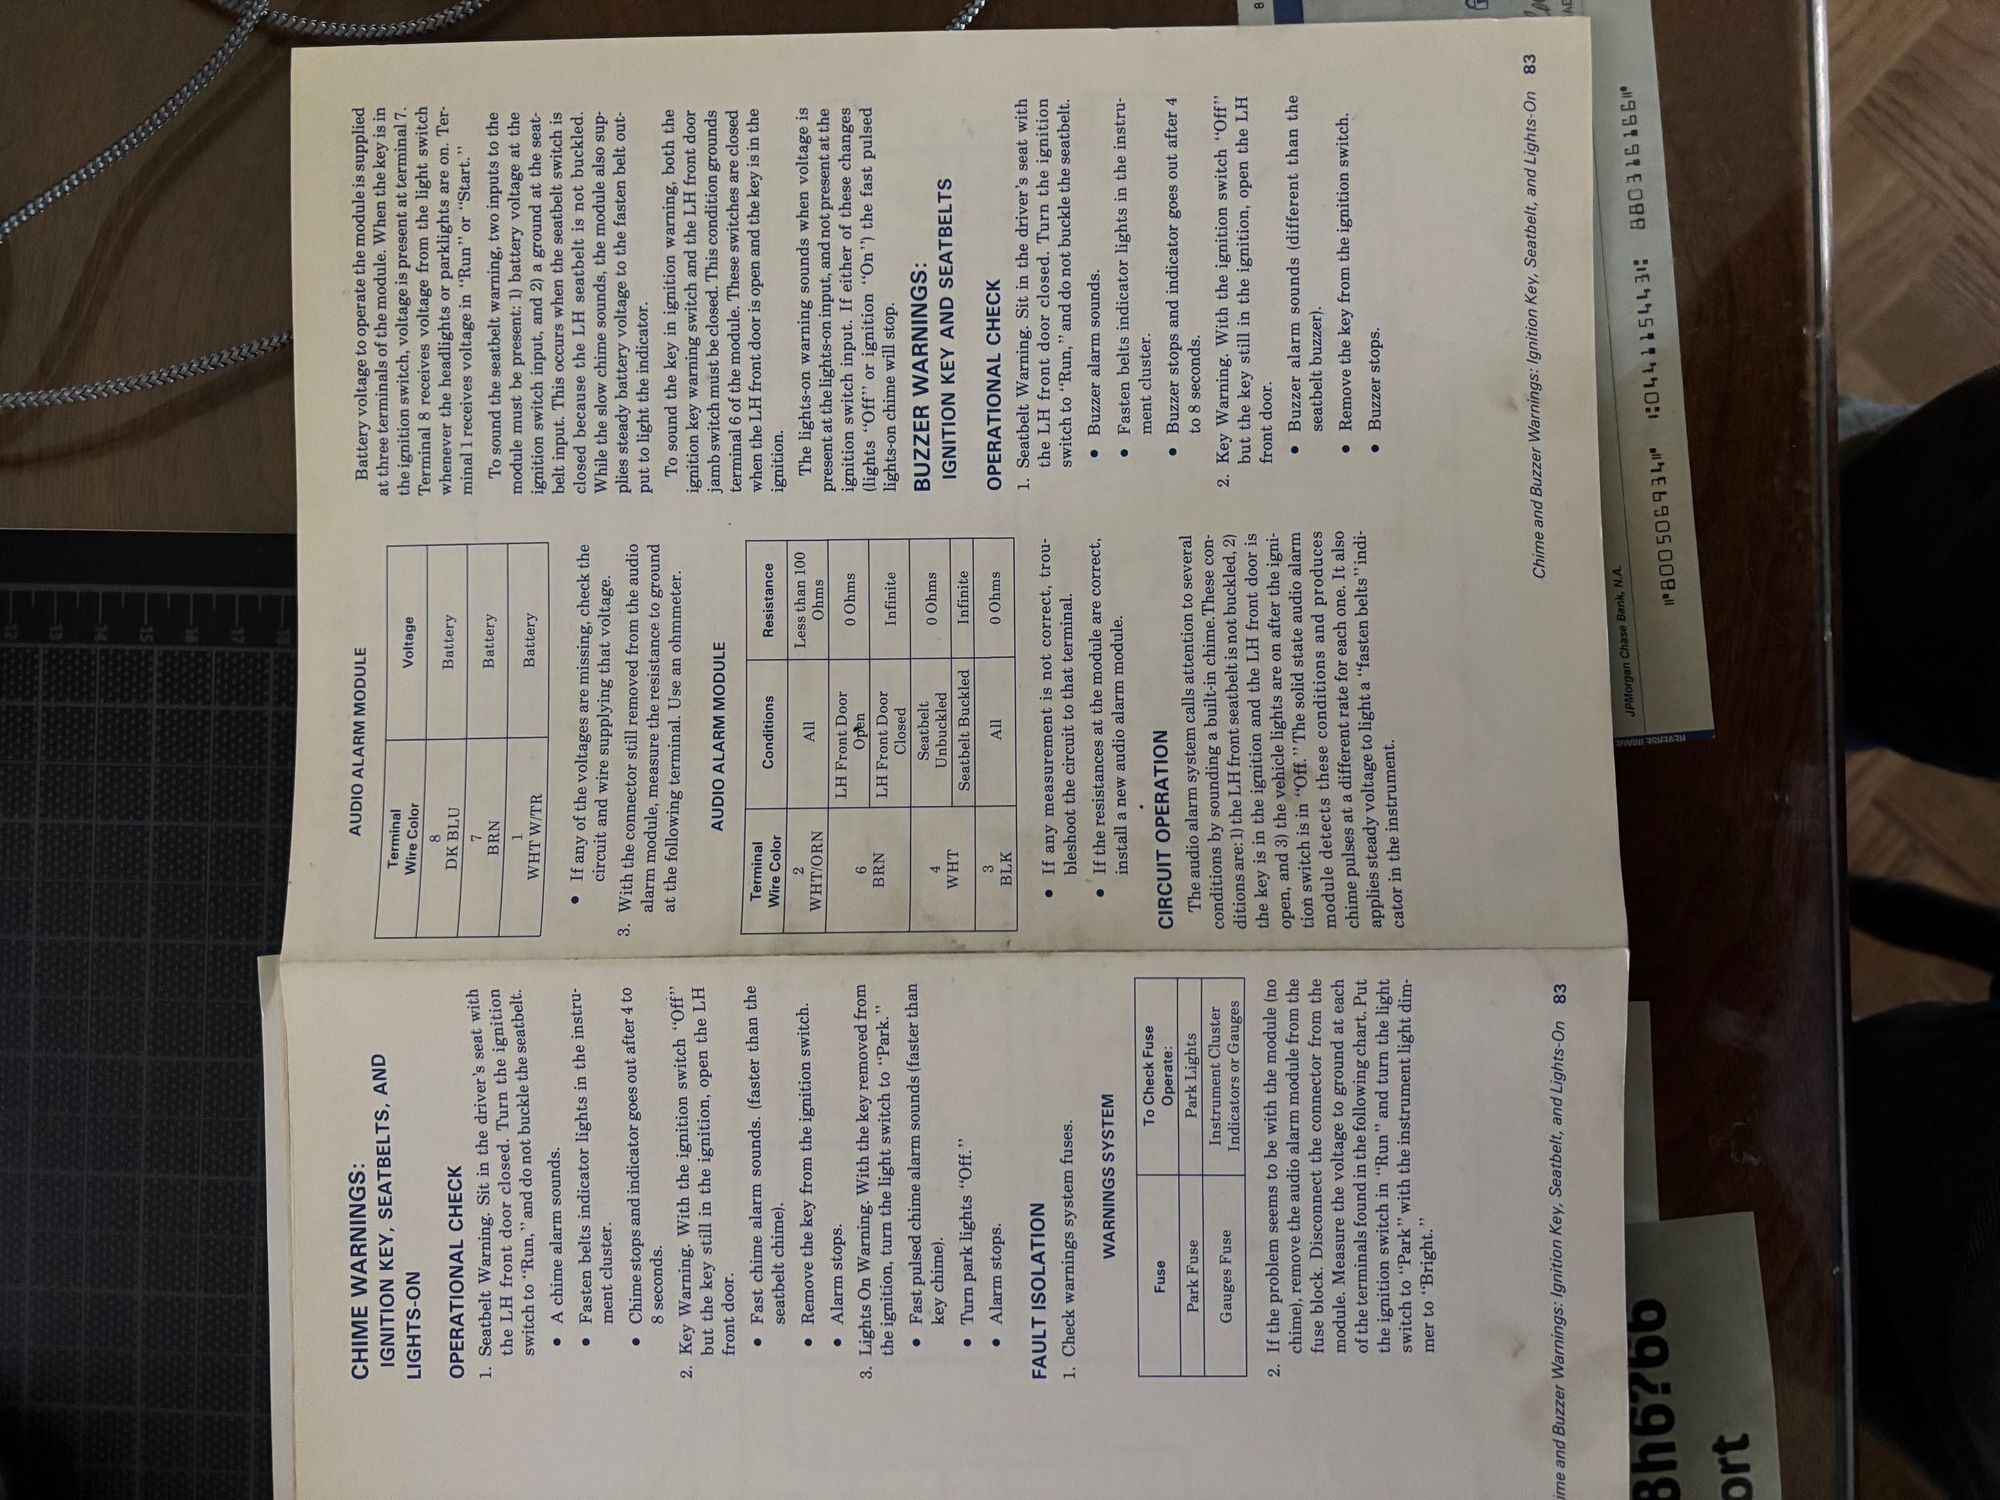 CHIME WARNINGS:
IGNITION KEY, SEATBELTS, AND
LIGHTS-ON
OPERATIONAL CHECK
1. Seatbelt Warning. Sit in the driver's seat with
the LH front door closed. Turn the ignition
switch to “Run,” and do not buckle the seatbelt.
• A chime alarm sounds.
• Fasten belts indicator lights in the instru-
ment cluster.
• Chime stops and indicator goes out after 4 to
8 seconds.
2. Key Warning. With the ignition switch “Off”
but the key still in the ignition, open the LH
front door.
• Fast chime alarm sounds. (faster than the
seatbelt chime).
• Remove the key from the ignition switch.
• Alarm stops.
3. Lights On Warning. With the key removed from
the ignition, turn the light switch to “Park.”
• Fast pulsed chime alarm sounds (faster than
key chime).
• Turn park lights “Off.”
• Alarm stops.
FAULT ISOLATION
1. Check warnings system fuses.
WARNINGS SYSTEM
Fuse | To Check Fuse
Operate:
Park Fuse | Park Lights
Gauges Fuse | Instrument Cluster
Indicators or Gauges
2. If the problem seems to be with the module (no
chime), remove the audio alarm module from the
fuse block. Disconnect the connector from the
module. Measure the voltage to ground at each
of the terminals found in the following chart. Put
the ignition switch in “Run” and turn the light
switch to “Park” with the instrument light dim-
mer to “Bright.”
ime and Buzzer Warnings: Ignition Key, Seatbelt, and Lights-On 83
AUDIO ALARM MODULE
Terminal
Wire Color | Voltage
8
DK BLU | Battery
7
BRN | Battery
1
WHT W/TR | Battery
• If any of the voltages are missing, check the
circuit and wire supplying that voltage.
3. With the connector still removed from the audio
alarm module, measure the resistance to ground
at the following terminal. Use an ohmmeter.
AUDIO ALARM MODULE
Terminal
Wire Color | Conditions | Resistance
2
WHT/ORN | All | Less than 100
Ohms
6
BRN | LH Front Door
Open | 0 Ohms
LH Front Door
Closed | Infinite
4
WHT | Seatbelt
Unbuckled | 0 Ohms
Seatbelt Buckled | Infinite
3
BLK | All | 0 Ohms
• If any measurement is not correct, trou-
bleshoot the circuit to that terminal.
• If the resistances at the module are correct,
install a new audio alarm module.
CIRCUIT OPERATION
The audio alarm system calls attention to several
conditions by sounding a built-in chime. These con-
ditions are: 1) the LH front seatbelt is not buckled, 2)
the key is in the ignition and the LH front door is
open, and 3) the vehicle lights are on after the igni-
tion switch is in “Off.” The solid state audio alarm
module detects these conditions and produces
chime pulses at a different rate for each one. It also
applies steady voltage to light a “fasten belts” indi-
cator in the instrument.
Battery voltage to operate the module is supplied
at three terminals of the module. When the key is in
the ignition switch, voltage is present at terminal 7.
Terminal 8 receives voltage from the light switch
whenever the headlights or parklights are on. Ter-
minal 1 receives voltage in “Run” or “Start.”
To sound the seatbelt warning, two inputs to the
module must be present: 1) battery voltage at the
ignition switch input, and 2) a ground at the seat-
belt input. This occurs when the seatbelt switch is
closed because the LH seatbelt is not buckled.
While the slow chime sounds, the module also sup-
plies steady battery voltage to the fasten belt out-
put to light the indicator.
To sound the key in ignition warning, both the
ignition key warning switch and the LH front door
jamb switch must be closed. This condition grounds
terminal 6 of the module. These switches are closed
when the LH front door is open and the key is in the
ignition.
The lights-on warning sounds when voltage is
present at the lights-on input, and not present at the
ignition switch input. If either of these changes
(lights “Off” or ignition “On”) the fast pulsed
lights-on chime will stop.
BUZZER WARNINGS:
IGNITION KEY AND SEATBELTS
OPERATIONAL CHECK
1. Seatbelt Warning. Sit in the driver's seat with
the LH front door closed. Turn the ignition
switch to “Run,” and do not buckle the seatbelt.
• Buzzer alarm sounds.
• Fasten belts indicator lights in the instru-
ment cluster.
• Buzzer stops and indicator goes out after 4
to 8 seconds.
2. Key Warning. With the ignition switch “Off”
but the key still in the ignition, open the LH
front door.
• Buzzer alarm sounds (different than the
seatbelt buzzer).
• Remove the key from the ignition switch.
• Buzzer stops.
Chime and Buzzer Warnings: Ignition Key, Seatbelt, and Lights-On 83
JPMorgan Chase Bank, N.A.